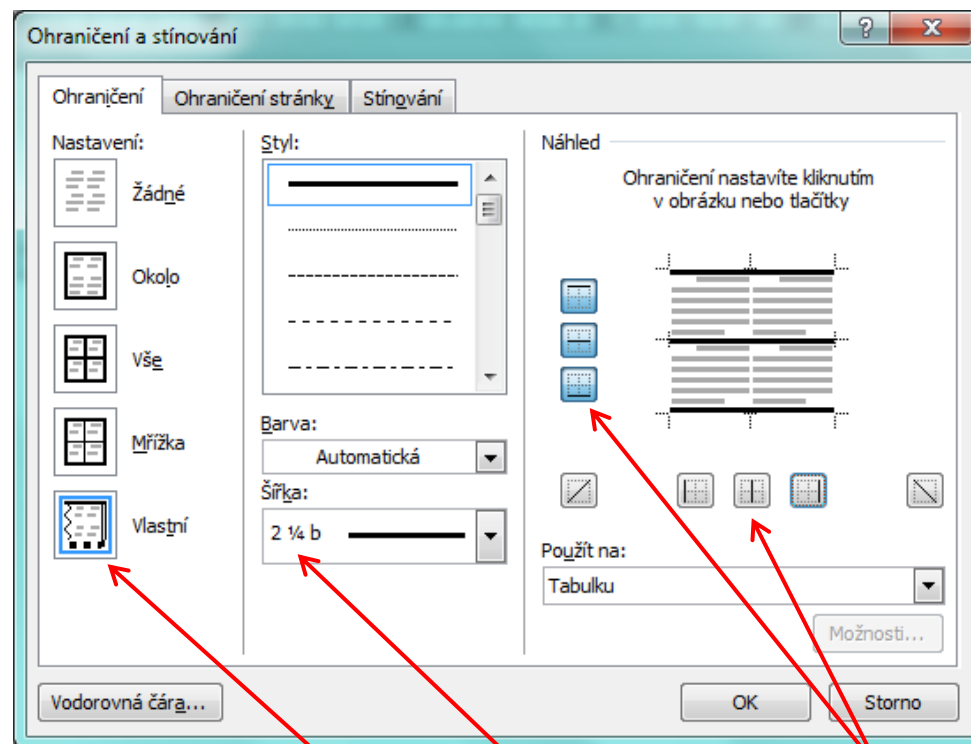 Ohraničení a stínování
Ohraničení
Ohraničení stránky
Stínování
Nastavení:
Žádné
Okolo
Vše
Mřížka
Vlastní
Styl:
Barva:
Automatická
Šířka:
2 ¼ b
Náhled
Ohraničení nastavíte kliknutím
v obrázku nebo tlačítky
Použít na:
Tabulku
Možnosti...
Vodorovná čára...
OK
Storno